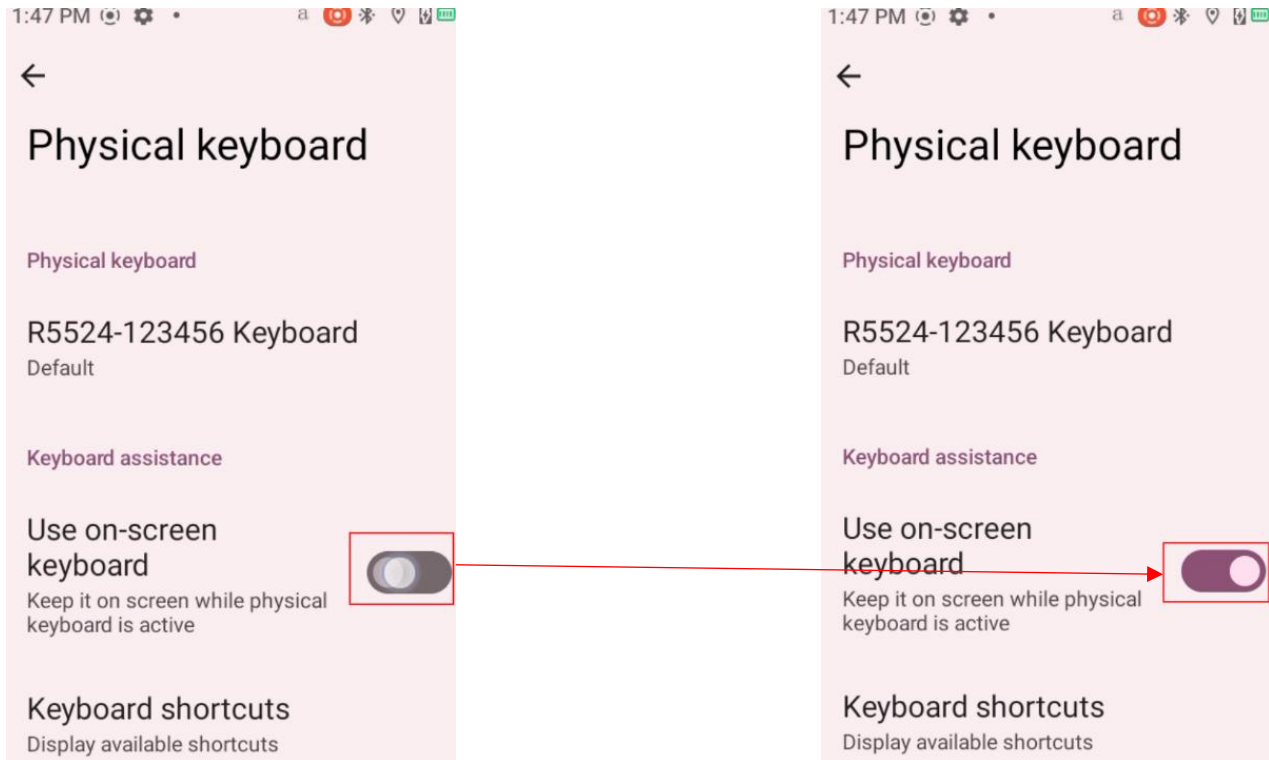 1:47 PM a
Physical keyboard
Physical keyboard
R5524-123456 Keyboard
Default
Keyboard assistance
Use on-screen
keyboard
Keep it on screen while physical
keyboard is active
Keyboard shortcuts
Display available shortcuts
1:47 PM a
Physical keyboard
Physical keyboard
R5524-123456 Keyboard
Default
Keyboard assistance
Use on-screen
keyboard
Keep it on screen while physical
keyboard is active
Keyboard shortcuts
Display available shortcuts